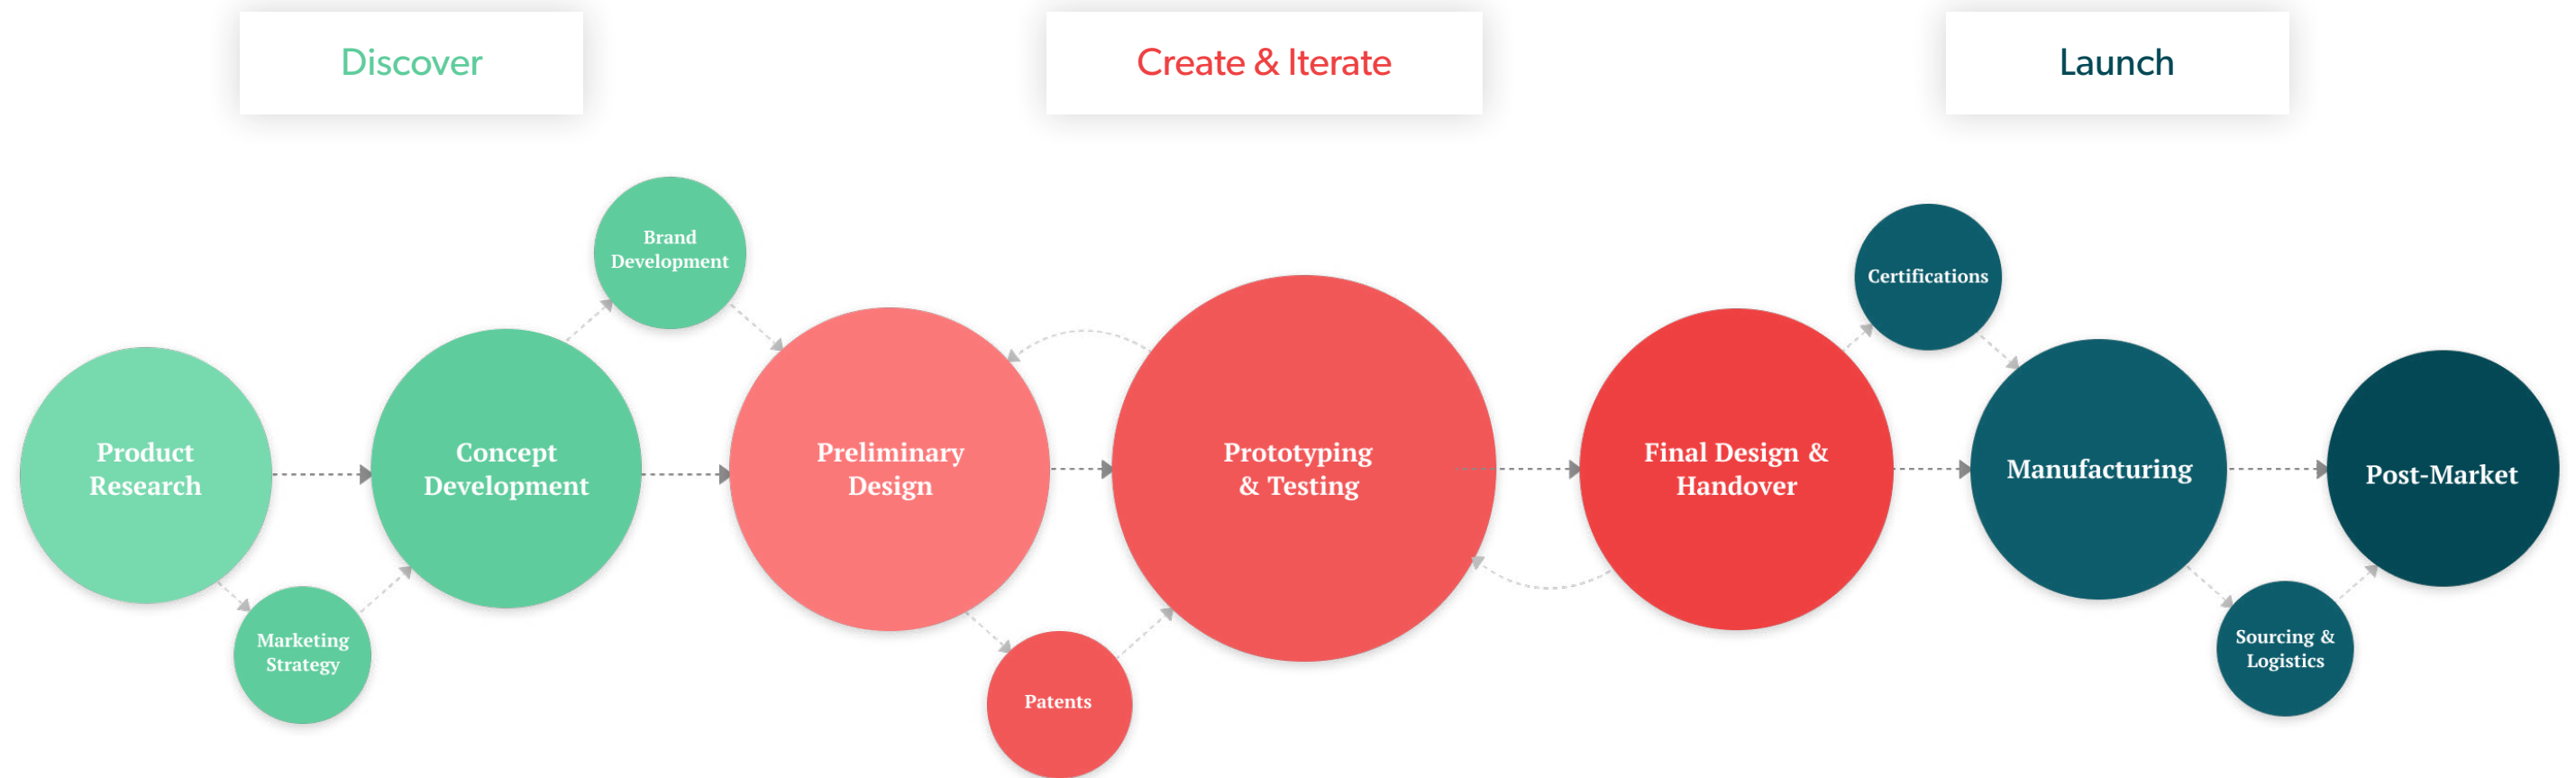 Discover
Create & Iterate
Launch
Brand
Development
Certifications
Product
Research
Concept
Development
Preliminary
Design
Prototyping
& Testing
Final Design &
Handover
Manufacturing
Post-Market
Marketing
Strategy
Patents
Sourcing &
Logistics